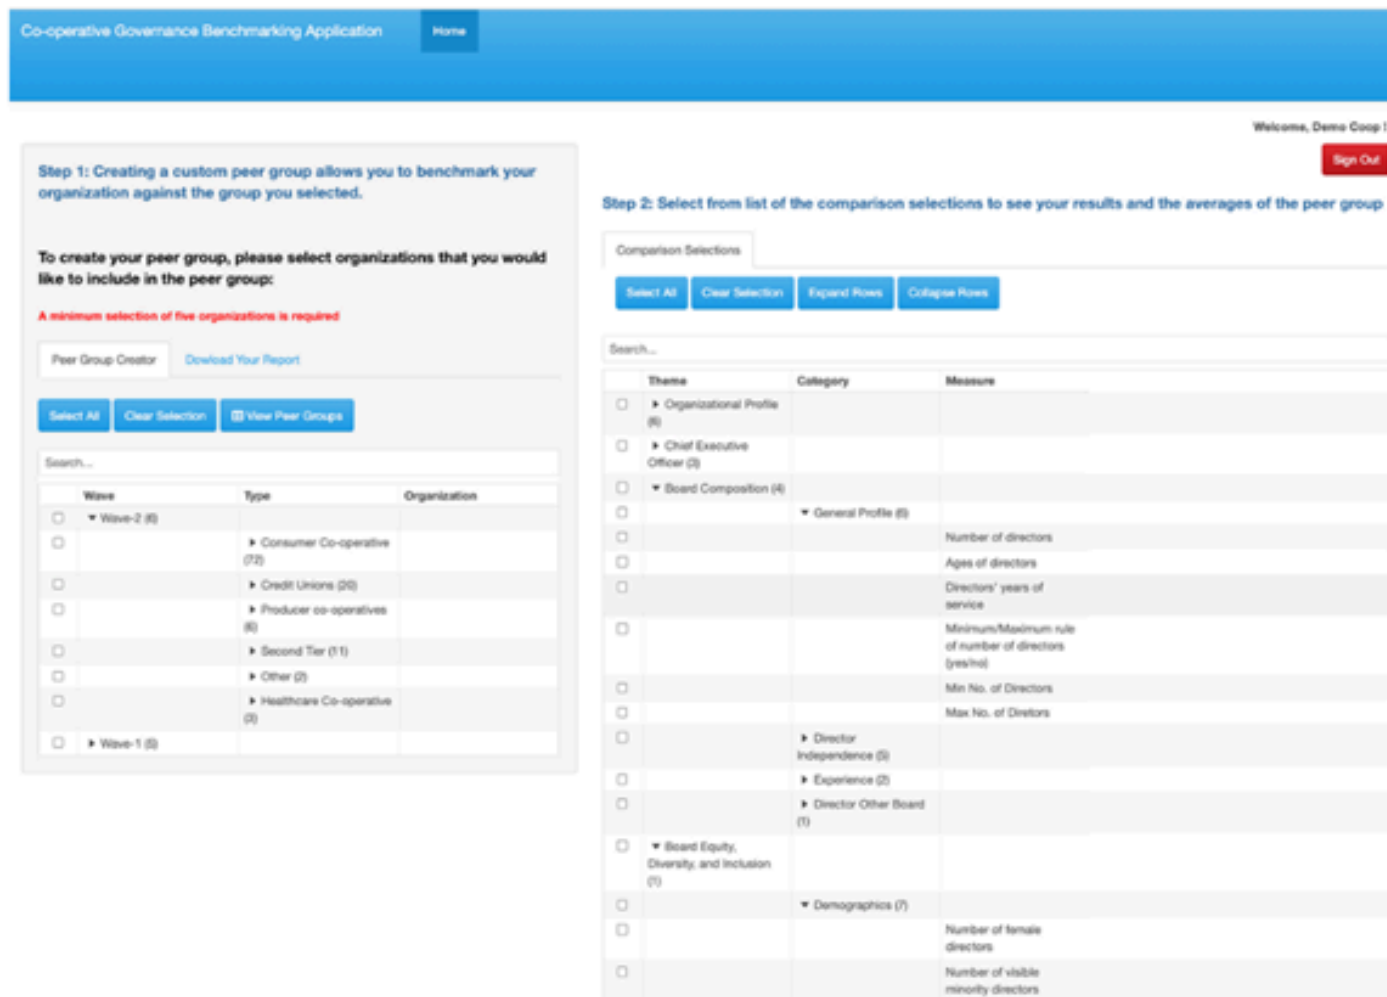 Co-operative Governance Benchmarking Application
Home
Welcome, Demo Coop !
Sign Out
Step 1: Creating a custom peer group allows you to benchmark your
organization against the group you selected.
To create your peer group, please select organizations that you would
like to include in the peer group:
A minimum selection of five organizations is required
Peer Group Creator
Dowload Your Report
Select All
Clear Selection
View Peer Groups
Search...
Wave
Type
Organization
Wave-2 (6)
Consumer Co-operative
(72)
Credit Unions (20)
Producer co-operatives
(6)
Second Tier (11)
Other (2)
Healthcare Co-operative
(3)
Wave-1 (5)
Step 2: Select from list of the comparison selections to see your results and the averages of the peer group
Comparison Selections
Select All
Clear Selection
Expand Rows
Collapse Rows
Search...
Theme
Category
Measure
Organizational Profile
(6)
Chief Executive
Officer (3)
Board Composition (4)
General Profile (6)
Number of directors
Ages of directors
Directors' years of
service
Minimum/Maximum rule
of number of directors
(yes/no)
Min No. of Directors
Max No. of Diretors
Director
Independence (5)
Experience (2)
Director Other Board
(1)
Board Equity,
Diversity, and Inclusion
(1)
Demographics (7)
Number of female
directors
Number of visible
minority directors